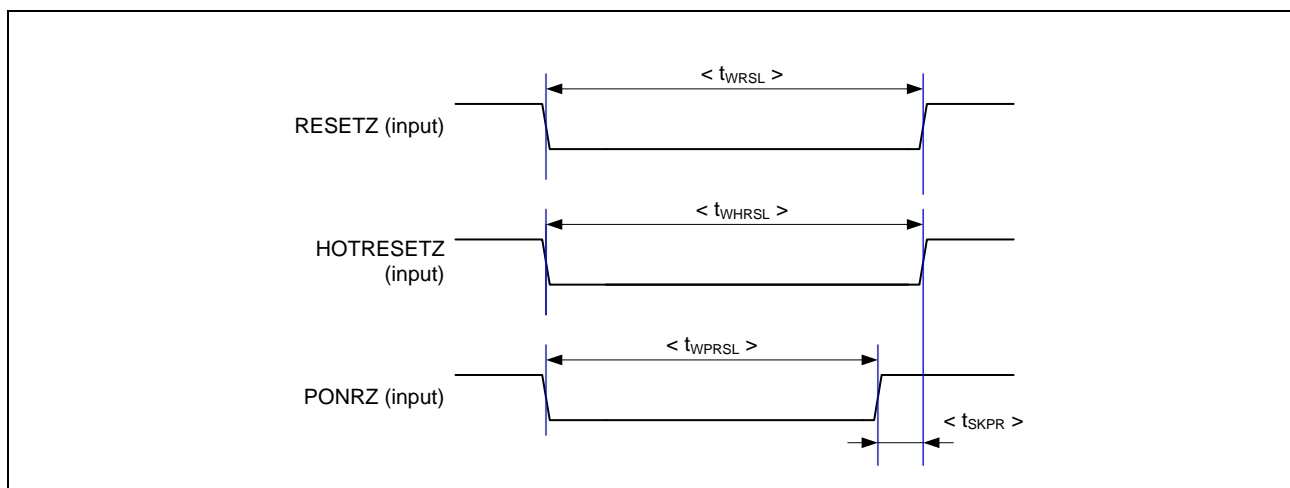 < tWRSL >
RESETZ (input)
< tWHRSL >
HOTRESETZ
(input)
< tWPRSL >
PONRZ (input)
< tSKPR >